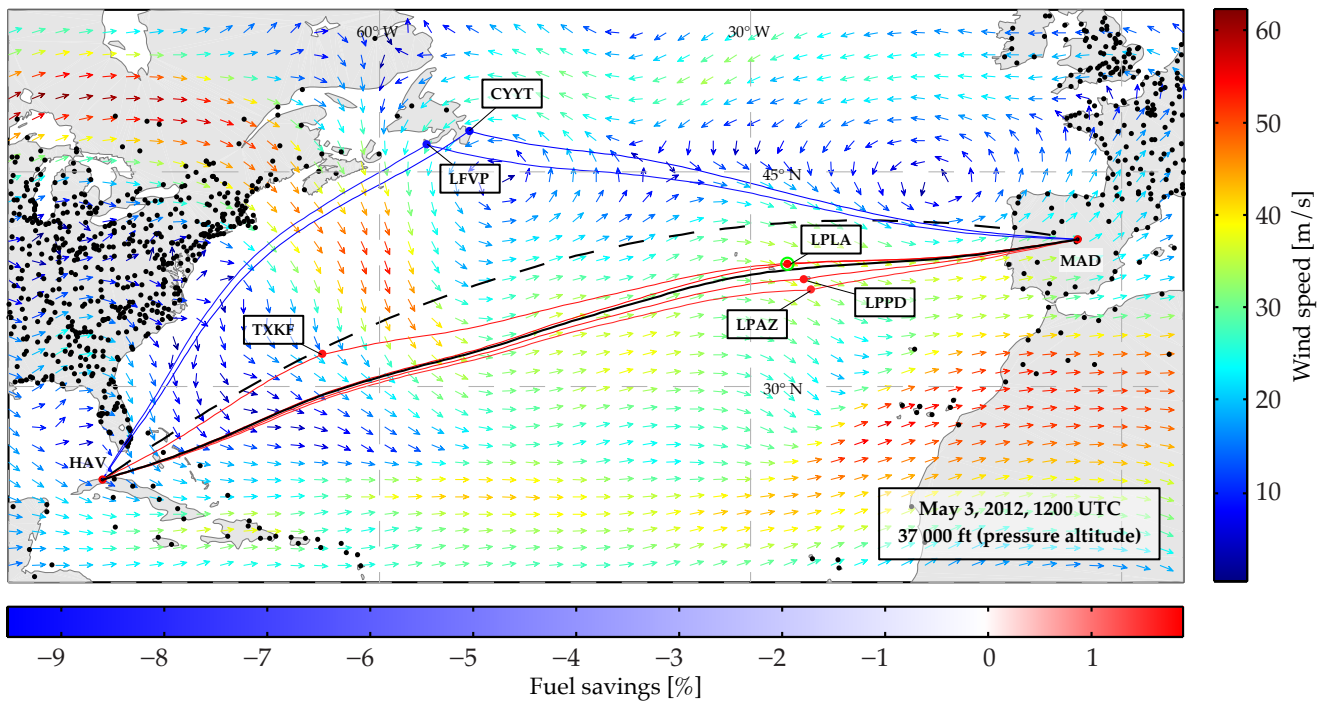 60° W
30° W
CYYT
LFVP
45° N
LPLA
MAD
LPPD
LPAZ
TXKF
30° N
HAV
May 3, 2012, 1200 UTC
37 000 ft (pressure altitude)
60
50
40
30
20
10
Wind speed [m/s]
−9 −8 −7 −6 −5 −4 −3 −2 −1 0 1
Fuel savings [%]